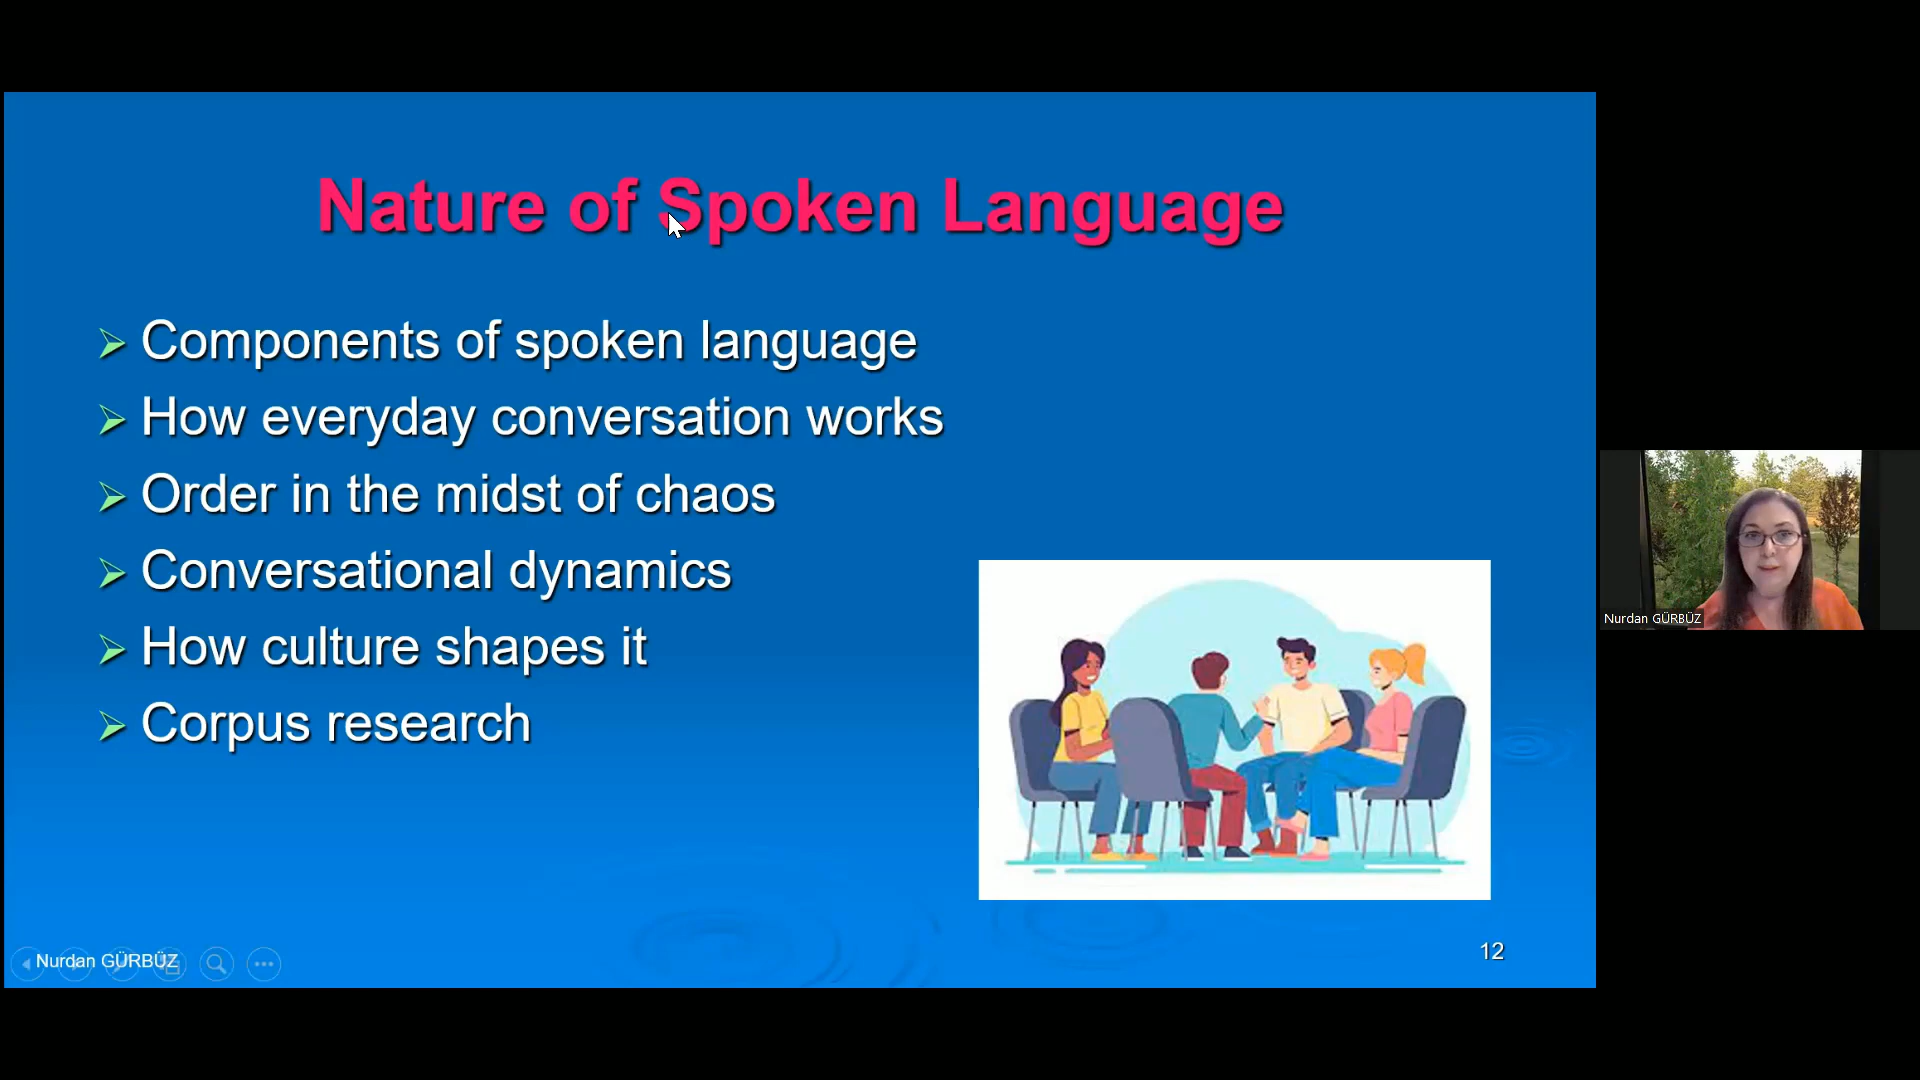 Nature of Spoken Language
Components of spoken language
How everyday conversation works
Order in the midst of chaos
Conversational dynamics
How culture shapes it
Corpus research
Nurdan GÜRBÜZ
12
Nurdan GÜRBÜZ